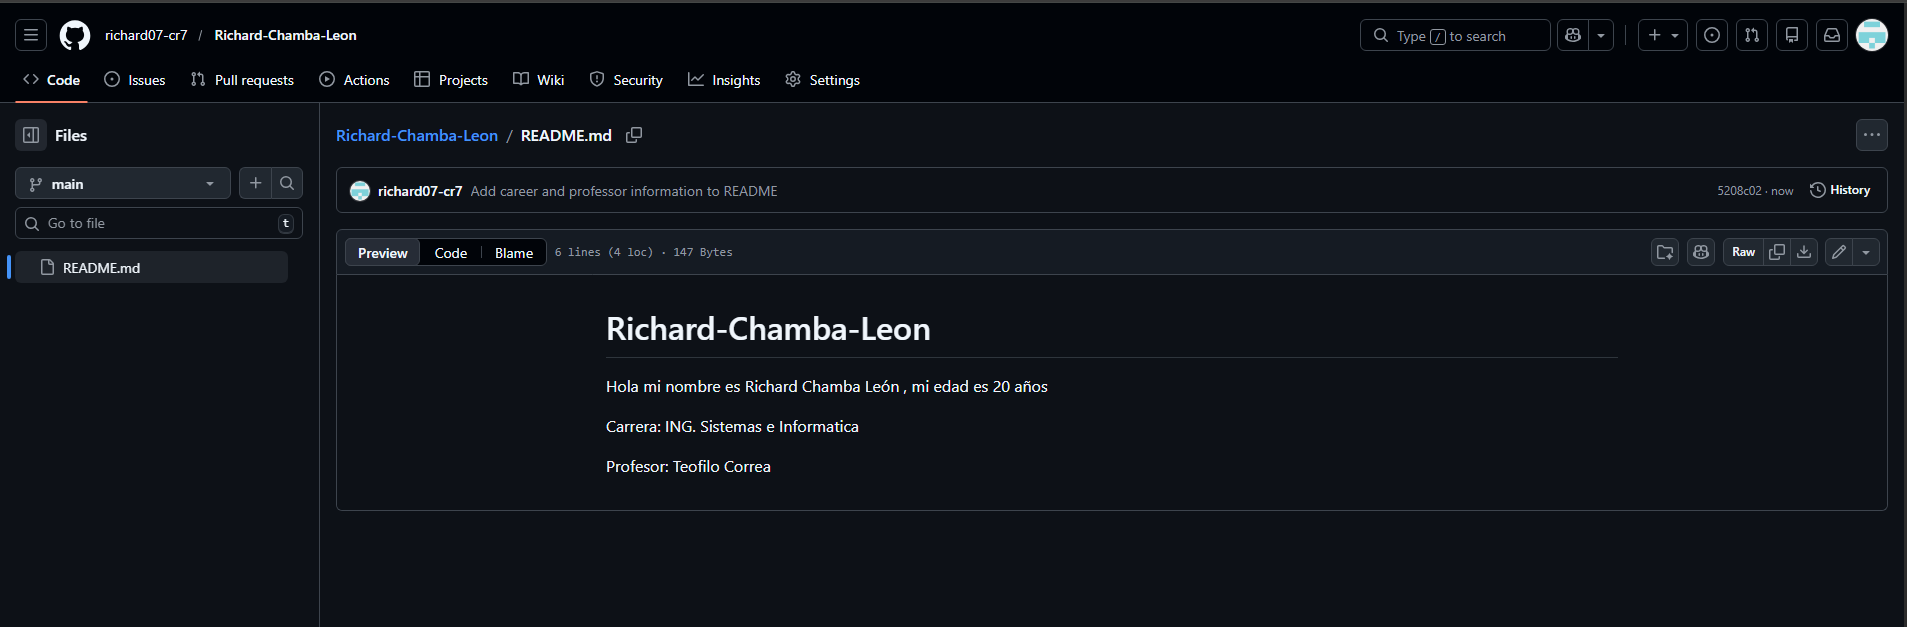 richard07-cr7 / Richard-Chamba-Leon
Type / to search
Code Issues Pull requests Actions Projects Wiki Security Insights Settings
Files
main
Go to file t
README.md
Richard-Chamba-Leon / README.md
richard07-cr7 Add career and professor information to README 5208c02 · now History
Preview Code Blame 6 lines (4 loc) · 147 Bytes Raw
Richard-Chamba-Leon
Hola mi nombre es Richard Chamba León , mi edad es 20 años
Carrera: ING. Sistemas e Informatica
Profesor: Teofilo Correa